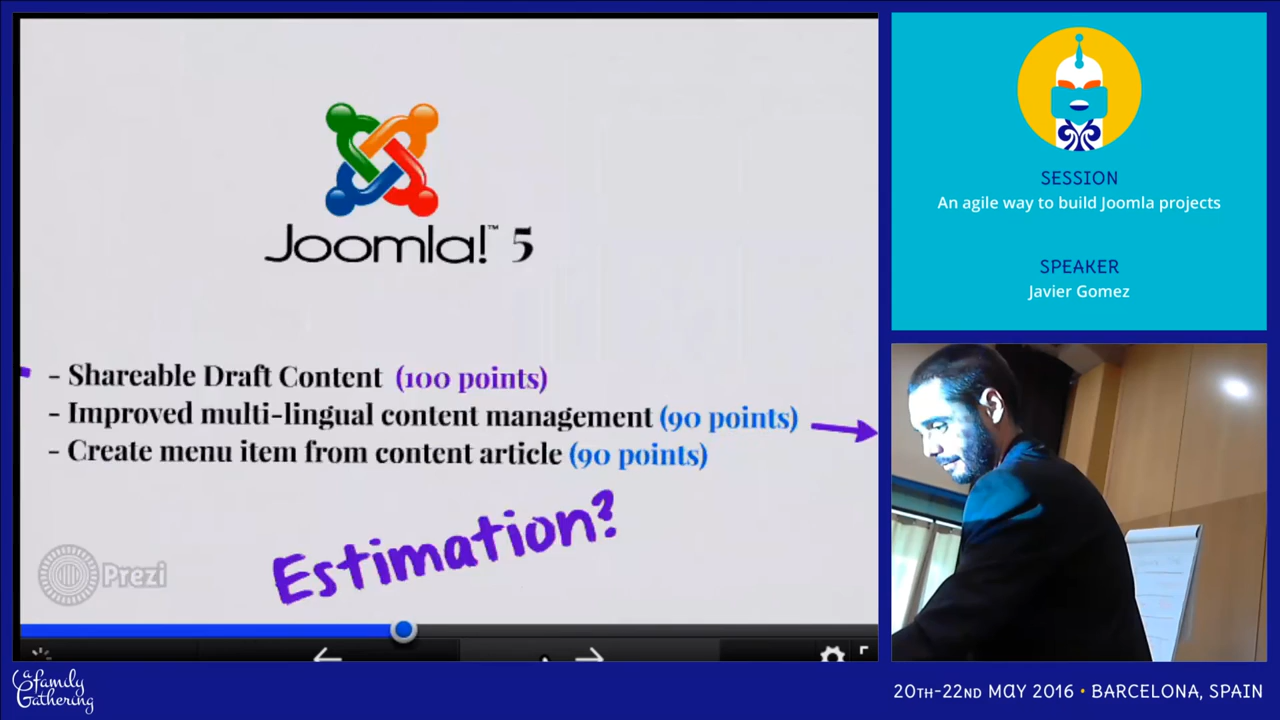 Joomla!™ 5
- Shareable Draft Content (100 points)
- Improved multi-lingual content management (90 points)
- Create menu item from content article (90 points)
Estimation?
Prezi
SESSION
An agile way to build Joomla projects
SPEAKER
Javier Gomez
a family
Gathering
20TH-22ND MAY 2016 • BARCELONA, SPAIN